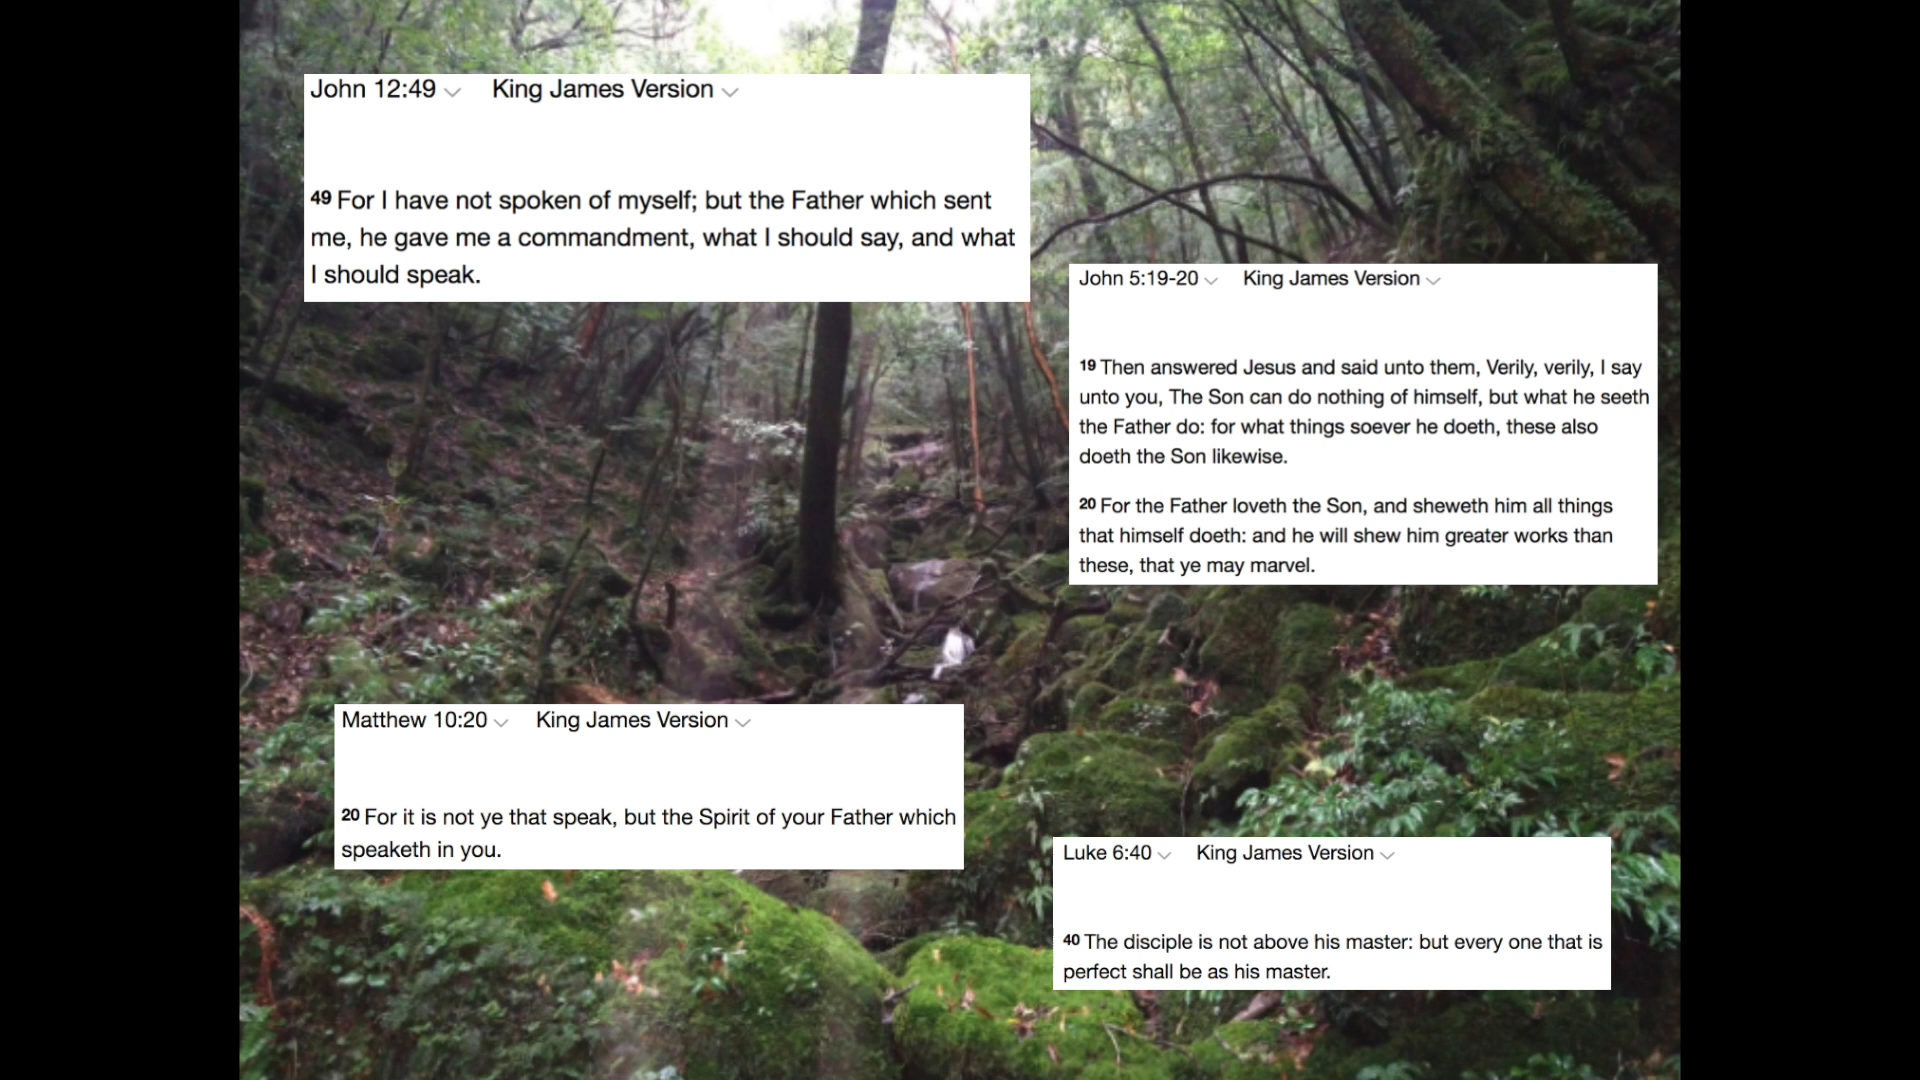 John 12:49 King James Version
49 For I have not spoken of myself; but the Father which sent
me, he gave me a commandment, what I should say, and what
I should speak.
John 5:19-20 King James Version
19 Then answered Jesus and said unto them, Verily, verily, I say
unto you, The Son can do nothing of himself, but what he seeth
the Father do: for what things soever he doeth, these also
doeth the Son likewise.
20 For the Father loveth the Son, and sheweth him all things
that himself doeth: and he will shew him greater works than
these, that ye may marvel.
Matthew 10:20 King James Version
20 For it is not ye that speak, but the Spirit of your Father which
speaketh in you.
Luke 6:40 King James Version
40 The disciple is not above his master: but every one that is
perfect shall be as his master.